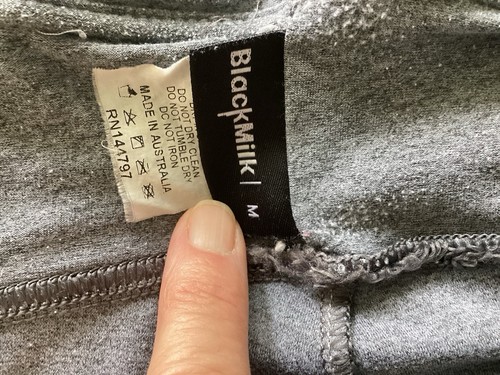 BlackMilk
M
DO NOT DRY CLEAN
DO NOT TUMBLE DRY
DO NOT IRON
MADE IN AUSTRALIA
RN144797